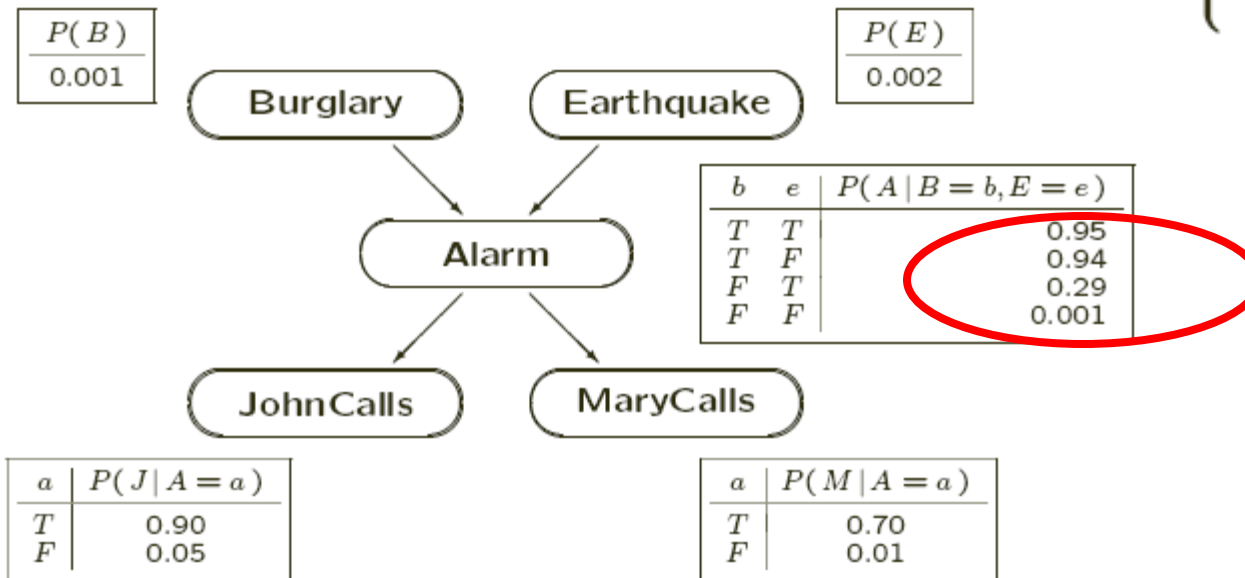 P(B)
0.001
P(E)
0.002
Burglary
Earthquake
b e P(A|B=b,E=e)
T T 0.95
T F 0.94
F T 0.29
F F 0.001
Alarm
JohnCalls
MaryCalls
a P(J|A=a)
T 0.90
F 0.05
a P(M|A=a)
T 0.70
F 0.01